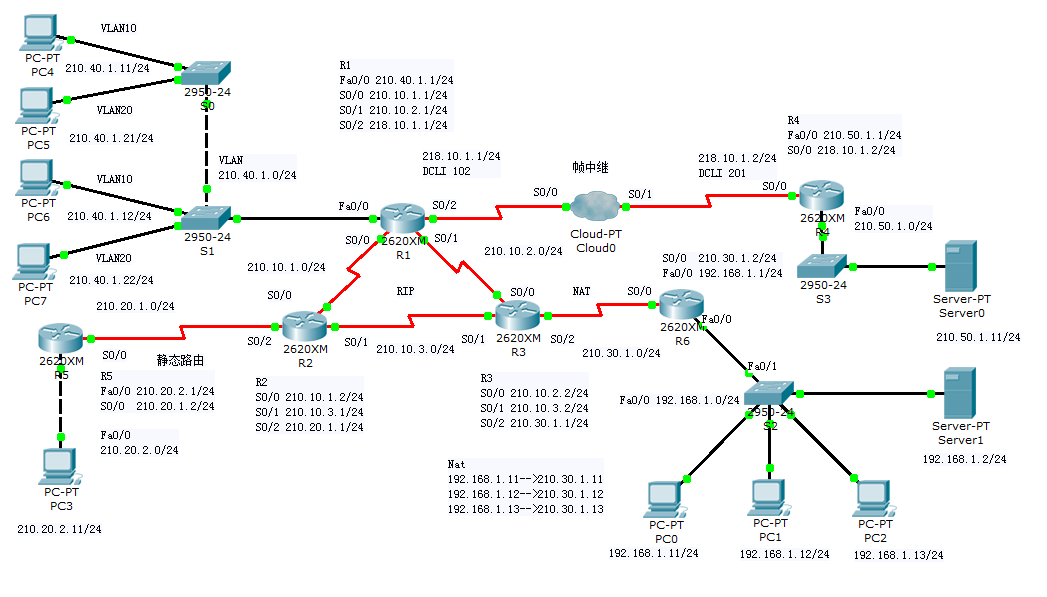 VLAN10
PC-PT
PC4
210.40.1.11/24
2950-24
S0
VLAN20
PC-PT
PC5
210.40.1.21/24
VLAN
210.40.1.0/24
VLAN10
PC-PT
PC6
210.40.1.12/24
2950-24
S1
VLAN20
PC-PT
PC7
210.40.1.22/24
R1
Fa0/0 210.40.1.1/24
S0/0 210.10.1.1/24
S0/1 210.10.2.1/24
S0/2 218.10.1.1/24
218.10.1.1/24
DCLI 102
帧中继
218.10.1.2/24
DCLI 201
R4
Fa0/0 210.50.1.1/24
S0/0 218.10.1.2/24
Fa0/0
S0/2
2620XM
R1
S0/0
S0/1
S0/0
S0/1
Cloud-PT
Cloud0
S0/0
2620XM
R4
Fa0/0
210.50.1.0/24
2950-24
S3
Server-PT
Server0
210.50.1.11/24
210.10.1.0/24
210.10.2.0/24
RIP
S0/0 210.30.1.2/24
Fa0/0 192.168.1.1/24
210.20.1.0/24
S0/0
2620XM
R5
静态路由
S0/0
S0/2
2620XM
R2
S0/1
210.10.3.0/24
S0/0
S0/1
2620XM
R3
S0/2
NAT
210.30.1.0/24
S0/0
2620XM
R6
Fa0/0
R5
Fa0/0 210.20.2.1/24
S0/0 210.20.1.2/24
Fa0/0
210.20.2.0/24
PC-PT
PC3
210.20.2.11/24
R2
S0/0 210.10.1.2/24
S0/1 210.10.3.1/24
S0/2 210.20.1.1/24
R3
S0/0 210.10.2.2/24
S0/1 210.10.3.2/24
S0/2 210.30.1.1/24
Fa0/1
Fa0/0 192.168.1.0/24
2950-24
S2
Server-PT
Server1
192.168.1.2/24
Nat
192.168.1.11-->210.30.1.11
192.168.1.12-->210.30.1.12
192.168.1.13-->210.30.1.13
PC-PT
PC0
192.168.1.11/24
PC-PT
PC1
192.168.1.12/24
PC-PT
PC2
192.168.1.13/24